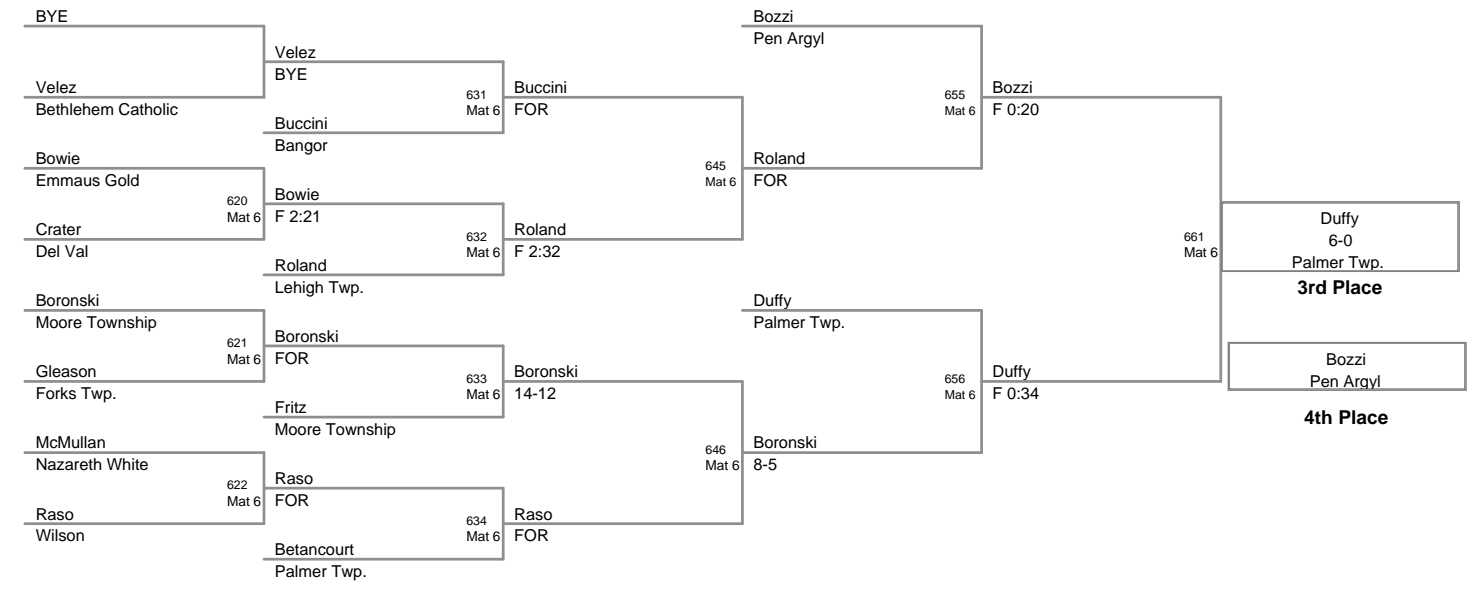 BYE
Velez
Bethlehem Catholic
Bowie
Emmaus Gold
Crater
Del Val
Boronski
Moore Township
Gleason
Forks Twp.
McMullan
Nazareth White
Raso
Wilson
620
Mat 6
621
Mat 6
622
Mat 6
Velez
BYE
Buccini
Bangor
Bowie
F 2:21
Roland
Lehigh Twp.
Boronski
FOR
Fritz
Moore Township
Raso
FOR
Betancourt
Palmer Twp.
631
Mat 6
632
Mat 6
633
Mat 6
634
Mat 6
Buccini
FOR
Roland
F 2:32
Boronski
14-12
Raso
FOR
645
Mat 6
646
Mat 6
Bozzi
Pen Argyl
Roland
FOR
Duffy
Palmer Twp.
Boronski
8-5
655
Mat 6
656
Mat 6
Bozzi
F 0:20
Duffy
F 0:34
661
Mat 6
Duffy
6-0
Palmer Twp.
3rd Place
Bozzi
Pen Argyl
4th Place